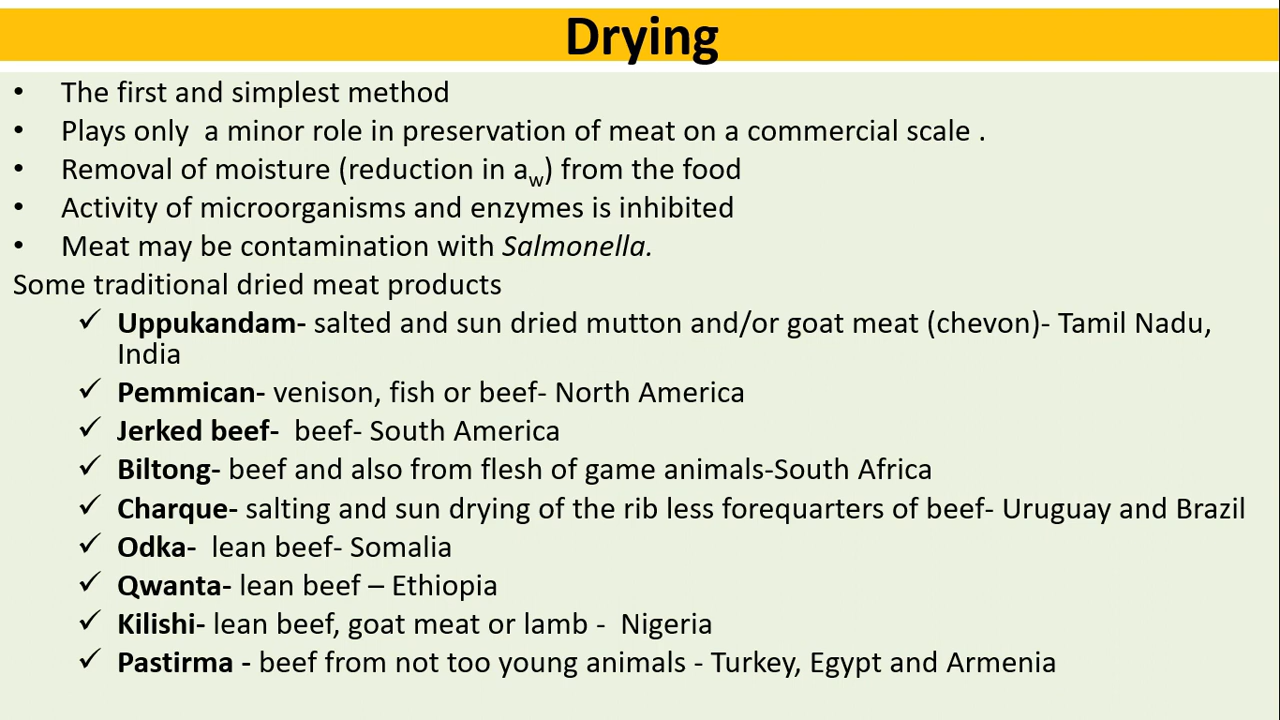 Drying
• The first and simplest method
• Plays only  a minor role in preservation of meat on a commercial scale .
• Removal of moisture (reduction in aw) from the food
• Activity of microorganisms and enzymes is inhibited
• Meat may be contamination with Salmonella.
Some traditional dried meat products
✓ Uppukandam- salted and sun dried mutton and/or goat meat (chevon)- Tamil Nadu,
India
✓ Pemmican- venison, fish or beef- North America
✓ Jerked beef-  beef- South America
✓ Biltong- beef and also from flesh of game animals-South Africa
✓ Charque- salting and sun drying of the rib less forequarters of beef- Uruguay and Brazil
✓ Odka-  lean beef- Somalia
✓ Qwanta- lean beef – Ethiopia
✓ Kilishi- lean beef, goat meat or lamb -  Nigeria
✓ Pastirma - beef from not too young animals - Turkey, Egypt and Armenia